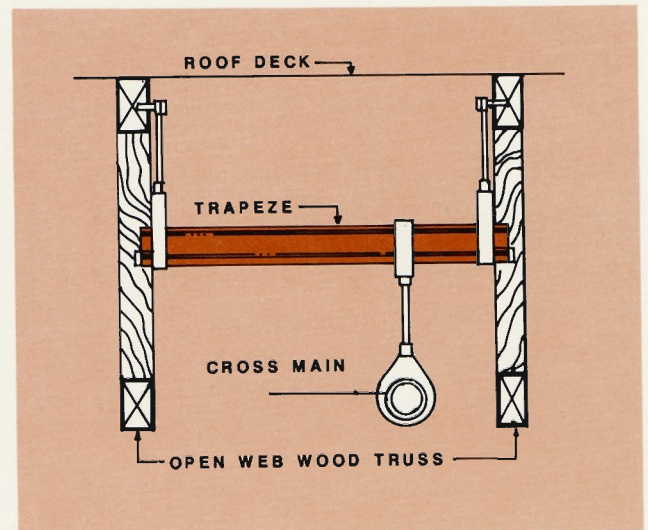 ROOF DECK
TRAPEZE
CROSS MAIN
OPEN WEB WOOD TRUSS